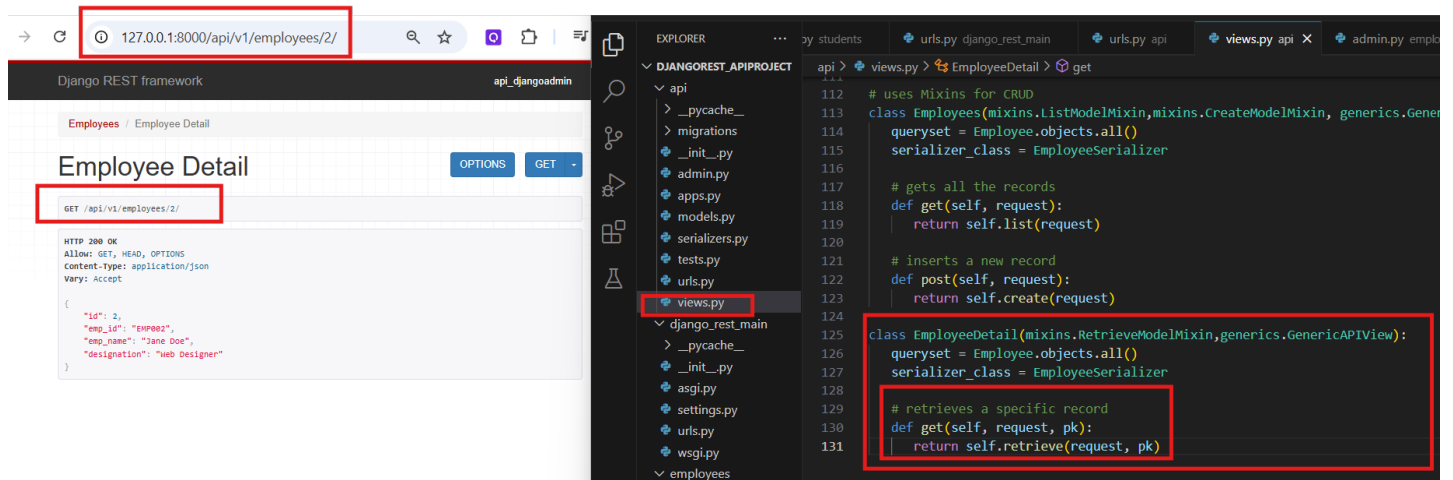 127.0.0.1:8000/api/v1/employees/2/
Django REST framework
api_djangoadmin
Employees / Employee Detail
Employee Detail
OPTIONS
GET
GET /api/v1/employees/2/
HTTP 200 OK
Allow: GET, HEAD, OPTIONS
Content-Type: application/json
Vary: Accept
{
"id": 2,
"emp_id": "EMP002",
"emp_name": "Jane Doe",
"designation": "Web Designer"
}
EXPLORER ...
DJANGOREST_APIPROJECT
api
__pycache__
migrations
__init__.py
admin.py
apps.py
models.py
serializers.py
tests.py
urls.py
views.py
django_rest_main
__pycache__
__init__.py
asgi.py
settings.py
urls.py
wsgi.py
employees
py students
urls.py django_rest_main
urls.py api
views.py api
admin.py emplo
api > views.py > EmployeeDetail > get
111
112 # uses Mixins for CRUD
113 class Employees(mixins.ListModelMixin,mixins.CreateModelMixin, generics.Gener
114 queryset = Employee.objects.all()
115 serializer_class = EmployeeSerializer
116
117 # gets all the records
118 def get(self, request):
119 return self.list(request)
120
121 # inserts a new record
122 def post(self, request):
123 return self.create(request)
124
125 class EmployeeDetail(mixins.RetrieveModelMixin,generics.GenericAPIView):
126 queryset = Employee.objects.all()
127 serializer_class = EmployeeSerializer
128
129 # retrieves a specific record
130 def get(self, request, pk):
131 return self.retrieve(request, pk)